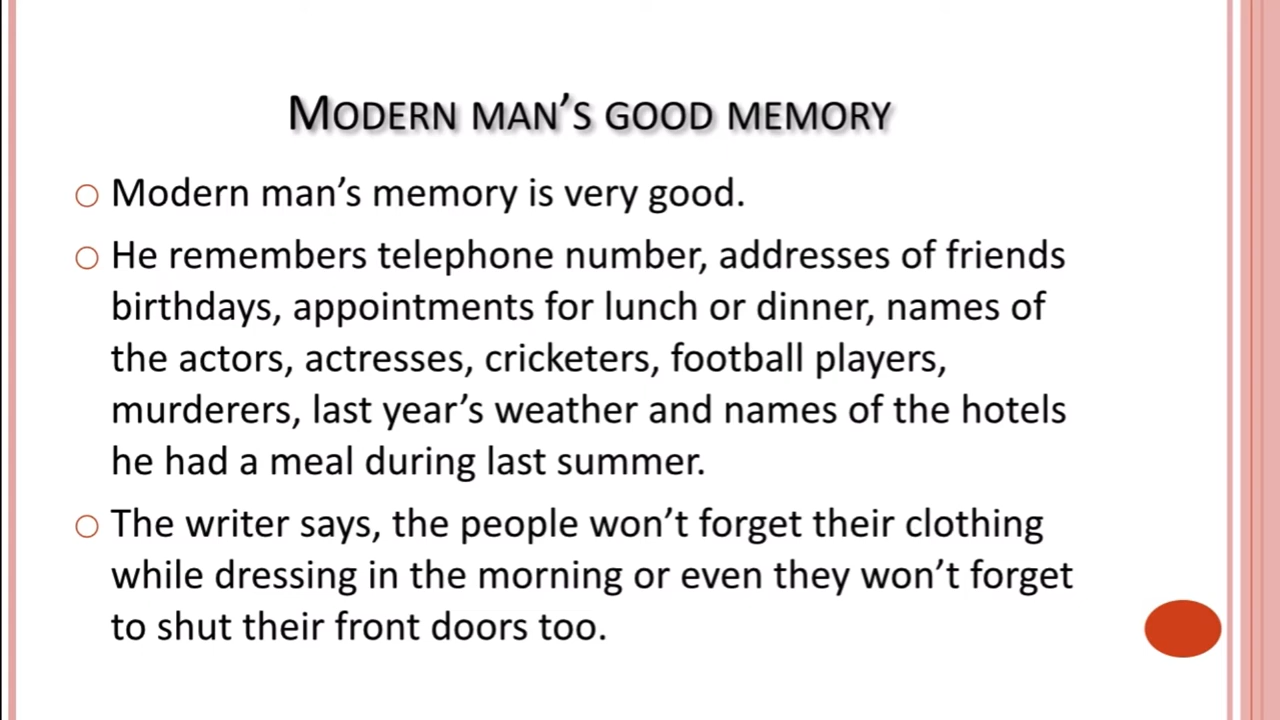 Modern man's good memory
Modern man's memory is very good.
He remembers telephone number, addresses of friends
birthdays, appointments for lunch or dinner, names of
the actors, actresses, cricketers, football players,
murderers, last year's weather and names of the hotels
he had a meal during last summer.
The writer says, the people won't forget their clothing
while dressing in the morning or even they won't forget
to shut their front doors too.